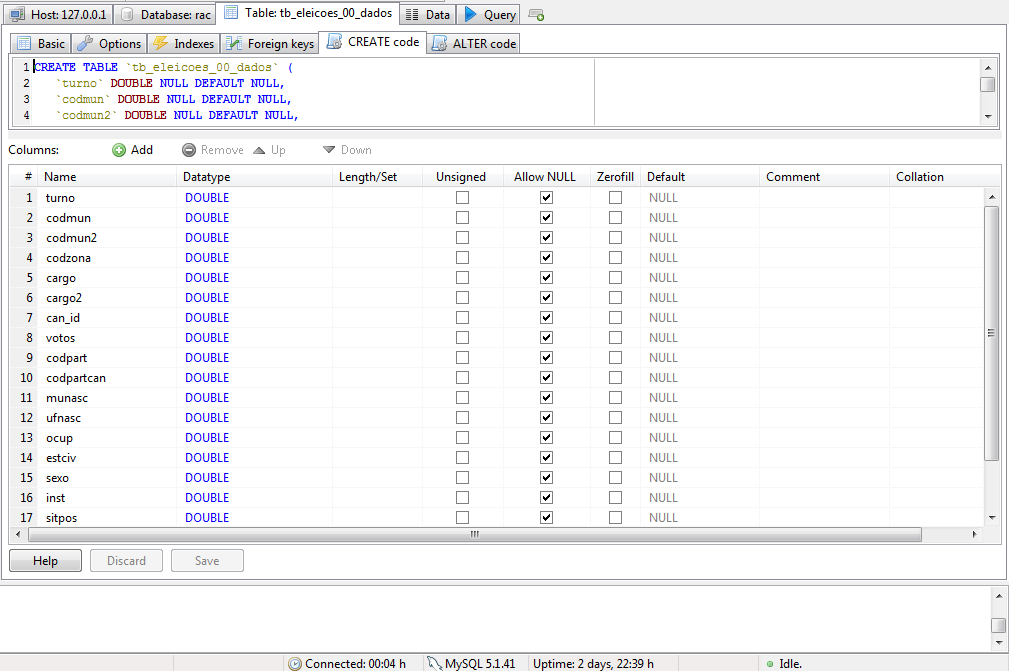 Host: 127.0.0.1 Database: rac Table: tb_eleicoes_00_dados Data Query
Basic Options Indexes Foreign keys CREATE code ALTER code
1 CREATE TABLE `tb_eleicoes_00_dados` (
2 `turno` DOUBLE NULL DEFAULT NULL,
3 `codmun` DOUBLE NULL DEFAULT NULL,
4 `codmun2` DOUBLE NULL DEFAULT NULL,
Columns: Add Remove Up Down
# Name Datatype Length/Set Unsigned Allow NULL Zerofill Default Comment Collation
1 turno DOUBLE NULL
2 codmun DOUBLE NULL
3 codmun2 DOUBLE NULL
4 codzona DOUBLE NULL
5 cargo DOUBLE NULL
6 cargo2 DOUBLE NULL
7 can_id DOUBLE NULL
8 votos DOUBLE NULL
9 codpart DOUBLE NULL
10 codpartcan DOUBLE NULL
11 munasc DOUBLE NULL
12 ufnasc DOUBLE NULL
13 ocup DOUBLE NULL
14 estciv DOUBLE NULL
15 sexo DOUBLE NULL
16 inst DOUBLE NULL
17 sitpos DOUBLE NULL
Help Discard Save
Connected: 00:04 h MySQL 5.1.41 Uptime: 2 days, 22:39 h Idle.